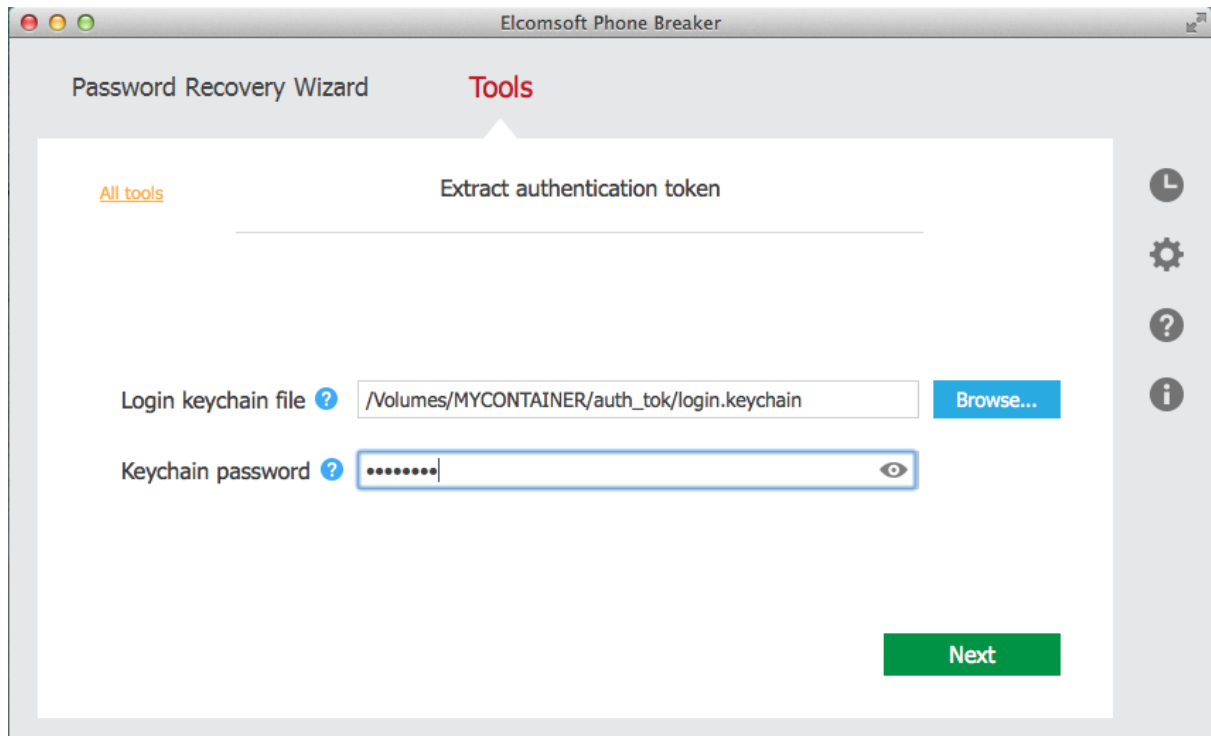 Elcomsoft Phone Breaker
Password Recovery Wizard Tools
All tools
Extract authentication token
Login keychain file ? /Volumes/MYCONTAINER/auth_tok/login.keychain Browse...
Keychain password ? ••••••••
Next